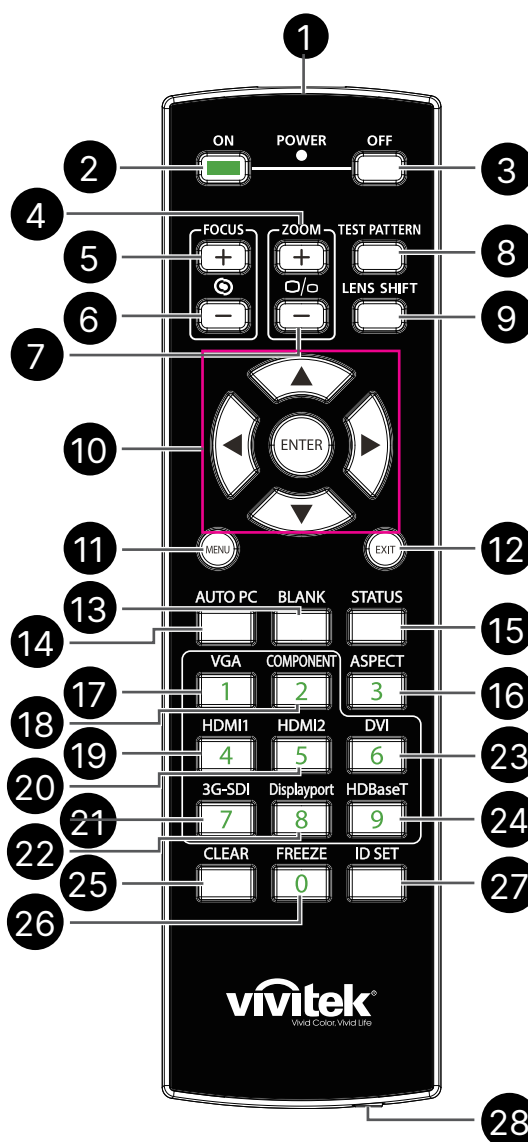 1
ON POWER OFF
2
3
4
FOCUS ZOOM TEST PATTERN
5
+ +
8
LENS SHIFT
6
− −
9
7
10
ENTER
11
MENU EXIT
12
13
AUTO PC BLANK STATUS
14
15
VGA COMPONENT ASPECT
17
1 2 3
16
18
HDMI1 HDMI2 DVI
19
4 5 6
23
20
3G-SDI Displayport HDBaseT
21
7 8 9
24
22
CLEAR FREEZE ID SET
25
0
27
26
vivitek®
Vivid Color. Vivid Life
28